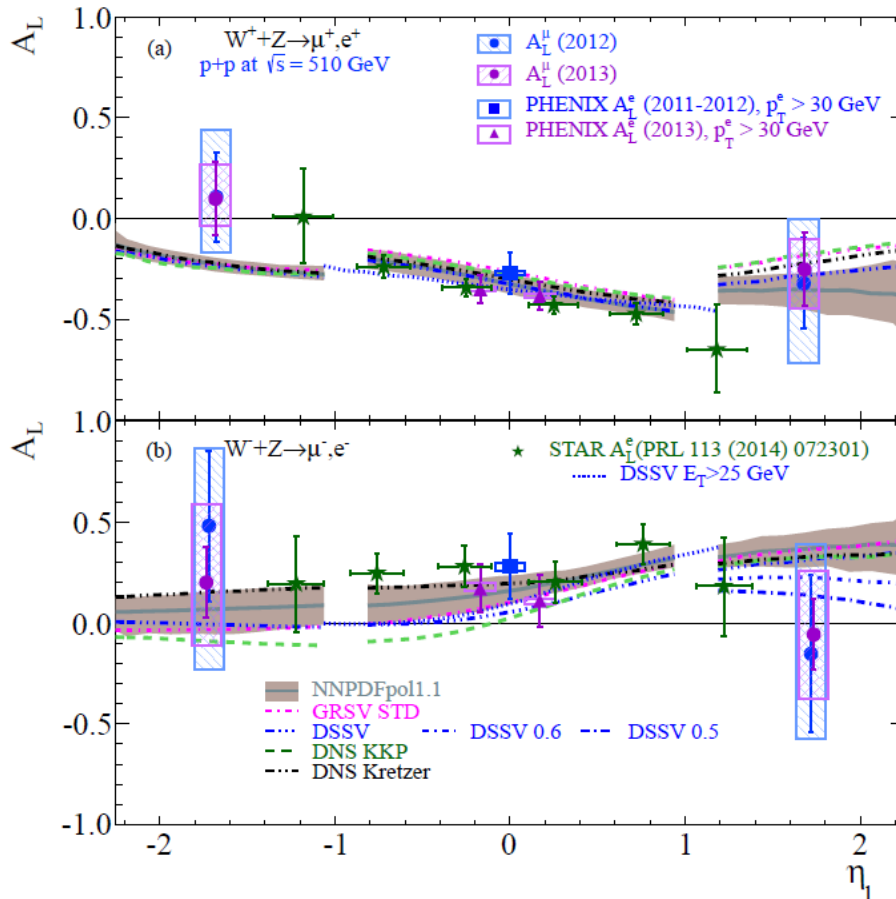 A_L
1.0
(a)
W⁺+Z→μ⁺,e⁺
p+p at √s = 510 GeV
A_L^μ (2012)
A_L^μ (2013)
PHENIX A_L^e (2011-2012), p_T^e > 30 GeV
PHENIX A_L^e (2013), p_T^e > 30 GeV
0.5
0.0
-0.5
A_L
1.0
(b)
W⁻+Z→μ⁻,e⁻
STAR A_L^e(PRL 113 (2014) 072301)
DSSV E_T>25 GeV
0.5
0.0
NNPDFpol1.1
GRSV STD
-0.5
DSSV DSSV 0.6 DSSV 0.5
DNS KKP
DNS Kretzer
-1.0
-2 -1 0 1 2
η_l